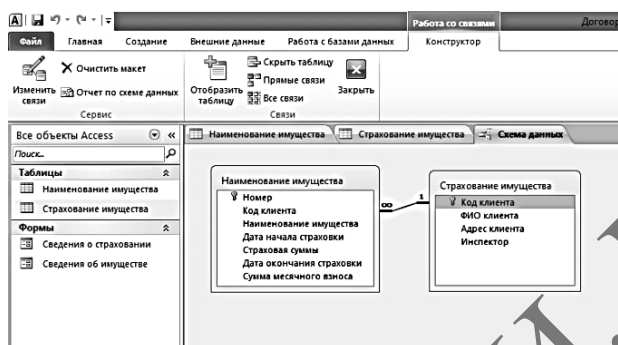 Работа со связями
Договор
Файл Главная Создание Внешние данные Работа с базами данных Конструктор
Изменить связи
Очистить макет
Отчет по схеме данных
Сервис
Отобразить таблицу
Скрыть таблицу
Прямые связи
Все связи
Закрыть
Связи
Все объекты Access
Поиск...
Таблицы
Наименование имущества
Страхование имущества
Формы
Сведения о страховании
Сведения об имуществе
Наименование имущества Страхование имущества Схема данных
Наименование имущества
Номер
Код клиента
Наименование имущества
Дата начала страховки
Страховая суммы
Дата окончания страховки
Сумма месячного взноса
∞ 1
Страхование имущества
Код клиента
ФИО клиента
Адрес клиента
Инспектор